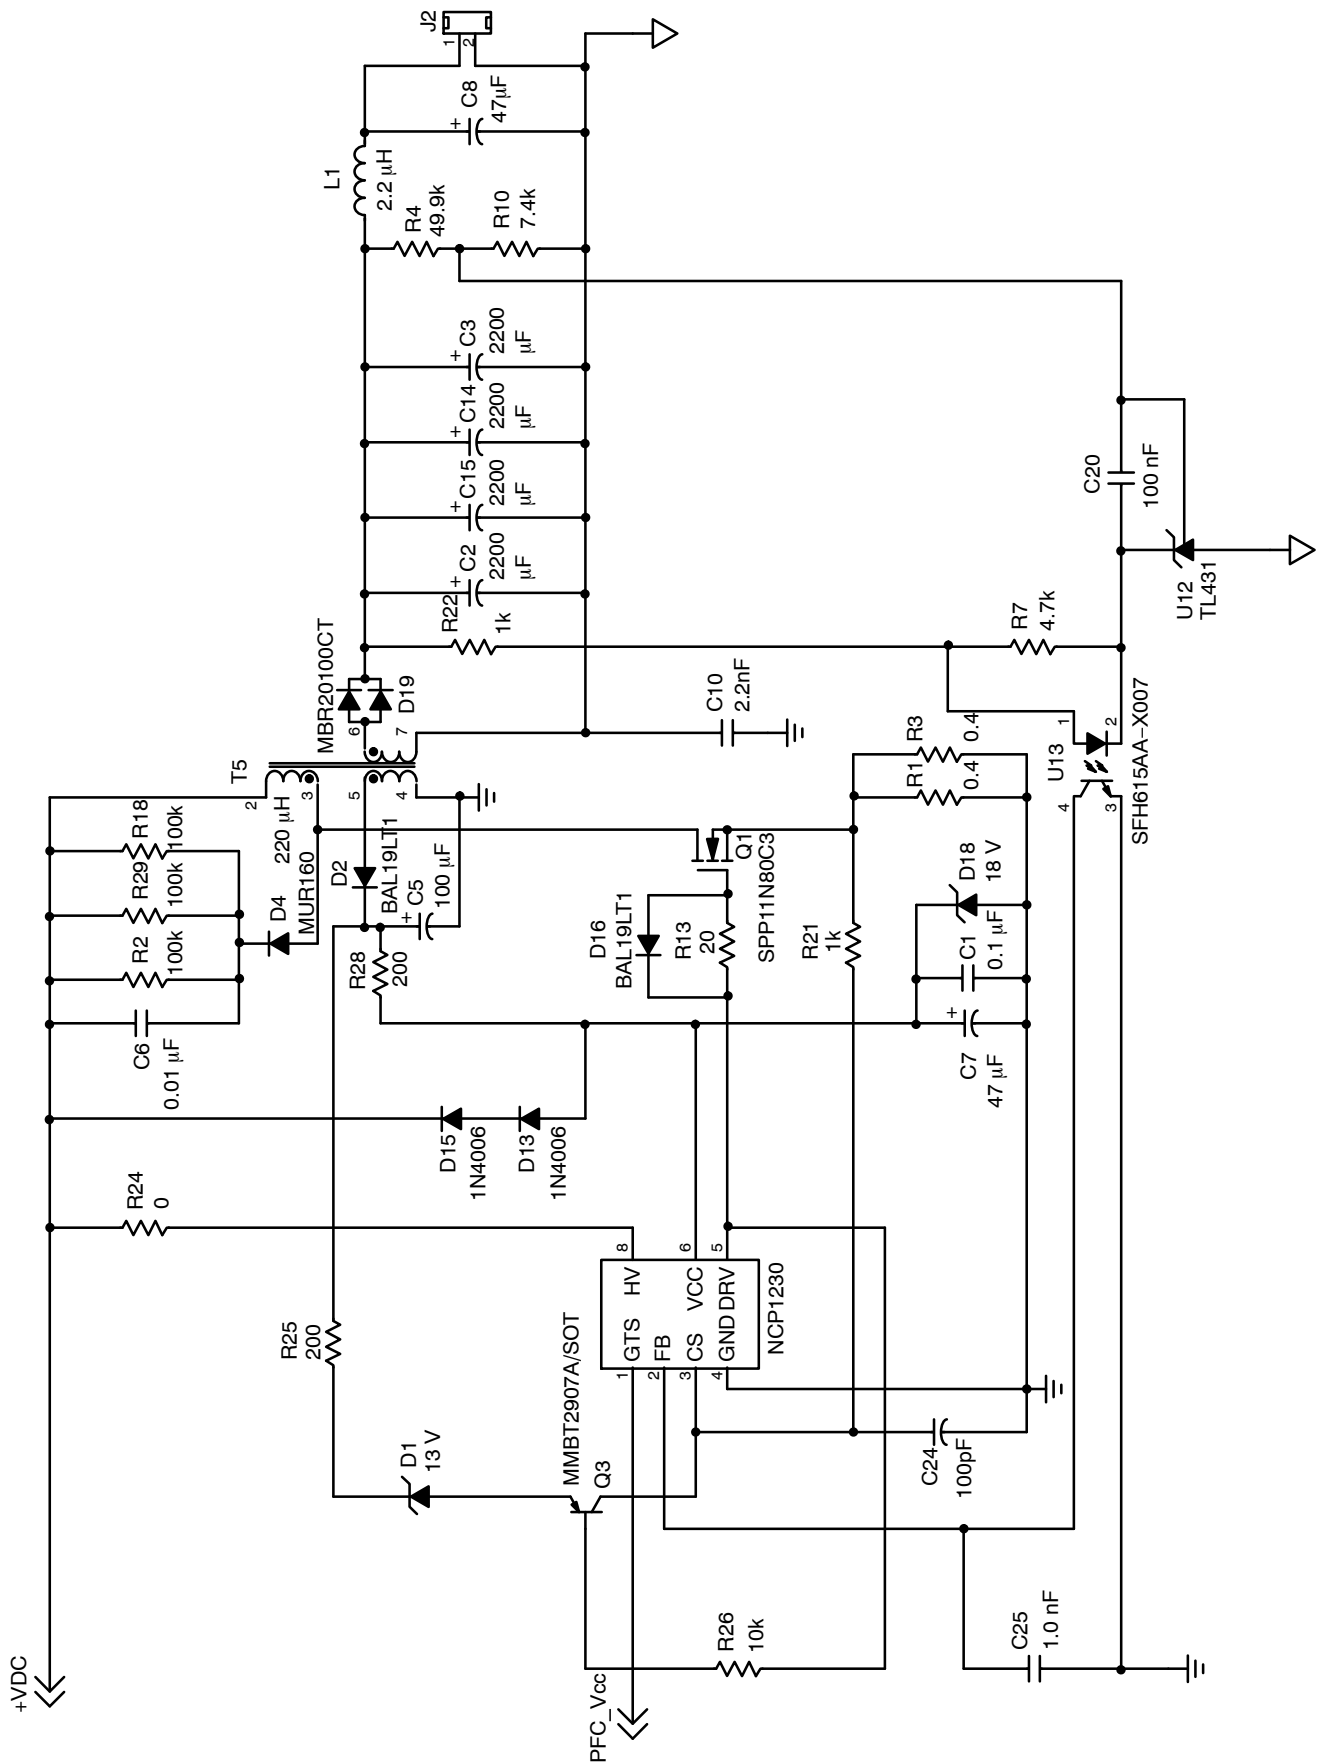 +VDC
PFC_Vcc
R24
0
R25
200
D1
13 V
MMBT2907A/SOT
Q3
R26
10k
C25
1.0 nF
1
2
3
4
GTS
FB
CS
GND
HV
VCC
DRV
8
6
5
NCP1230
C24
100pF
D15
1N4006
D13
1N4006
C6
0.01 µF
R2
100k
R29
100k
R18
100k
D4
MUR160
220 µH
T5
2
3
5
4
6
7
D2
BAL19LT1
C5
+
100 µF
R28
200
D16
BAL19LT1
R13
20
Q1
SPP11N80C3
R21
1k
C7
+
47 µF
C1
0.1 µF
D18
18 V
R1
0.4
R3
0.4
C10
2.2nF
MBR20100CT
D19
R22
1k
C2
+
2200
µF
C15
+
2200
µF
C14
+
2200
µF
C3
+
2200
µF
R4
49.9k
R10
7.4k
L1
2.2 µH
C8
+
47µF
J2
1
2
U13
SFH615AA-X007
4
3
1
2
R7
4.7k
U12
TL431
C20
100 nF